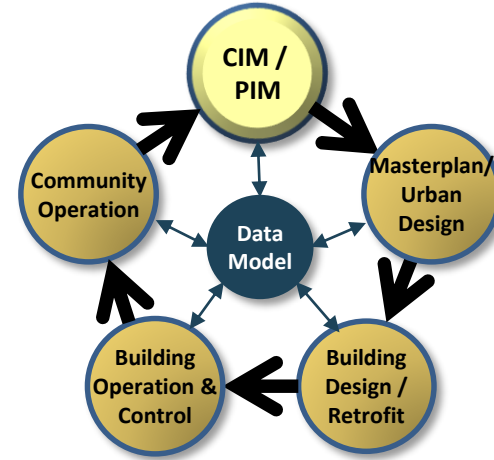 CIM /
PIM
Masterplan/
Urban
Design
Community
Operation
Data
Model
Building
Operation &
Control
Building
Design /
Retrofit